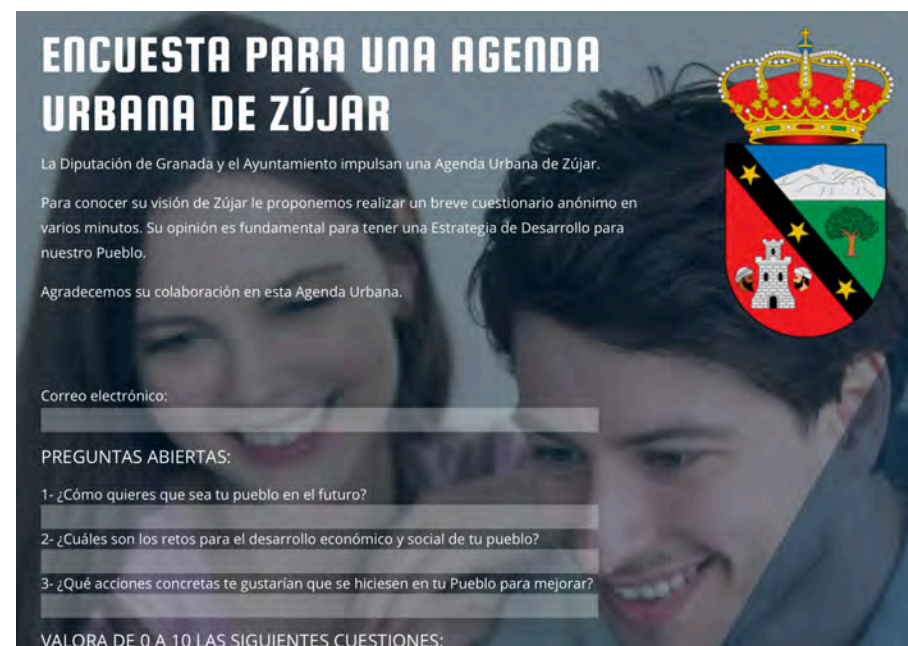 ENCUESTA PARA UNA AGENDA
URBANA DE ZÚJAR
La Diputación de Granada y el Ayuntamiento impulsan una Agenda Urbana de Zújar.
Para conocer su visión de Zújar le proponemos realizar un breve cuestionario anónimo en
varios minutos. Su opinión es fundamental para tener una Estrategia de Desarrollo para
nuestro Pueblo.
Agradecemos su colaboración en esta Agenda Urbana.
Correo electrónico:
PREGUNTAS ABIERTAS:
1- ¿Cómo quieres que sea tu pueblo en el futuro?
2- ¿Cuáles son los retos para el desarrollo económico y social de tu pueblo?
3- ¿Qué acciones concretas te gustarían que se hiciesen en tu Pueblo para mejorar?
VALORA DE 0 A 10 LAS SIGUIENTES CUESTIONES: